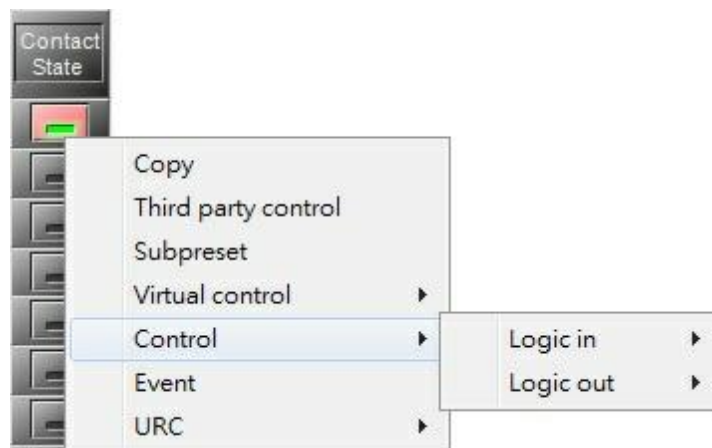 Contact
State
Copy
Third party control
Subpreset
Virtual control
Control
Event
URC
Logic in
Logic out